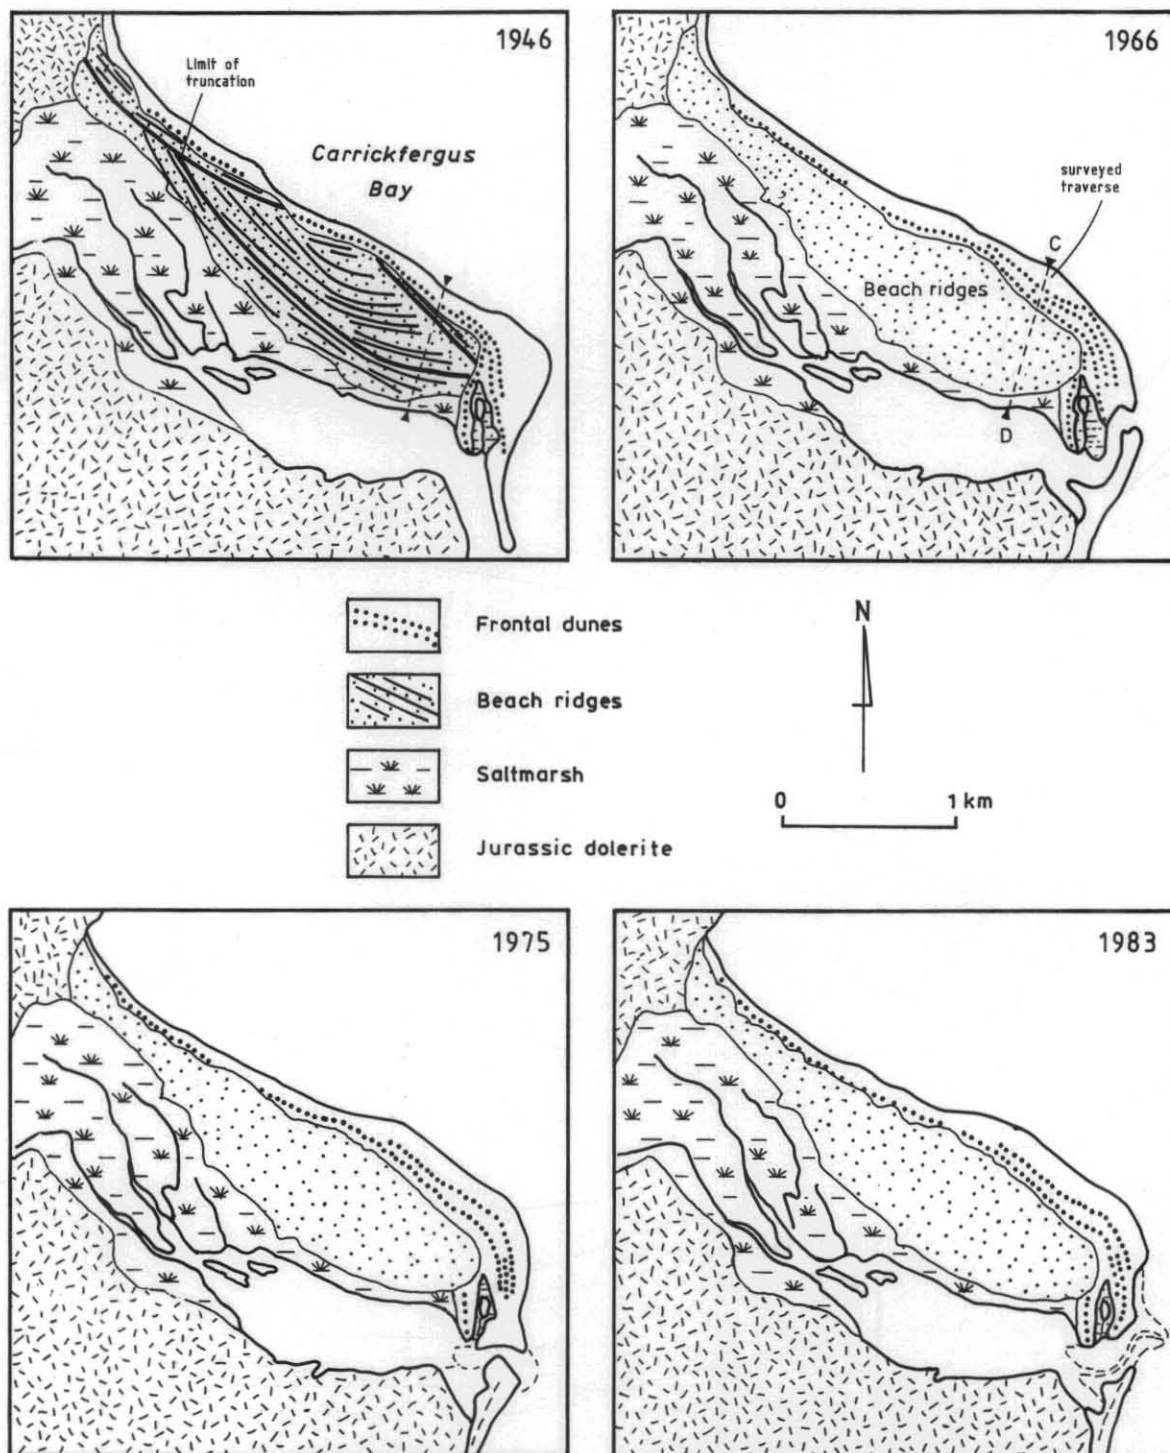 1946
Limit of
truncation
Carrickfergus
Bay
1966
surveyed
traverse
C
Beach ridges
D
Frontal dunes
Beach ridges
Saltmarsh
Jurassic dolerite
N
0 1 km
1975
1983